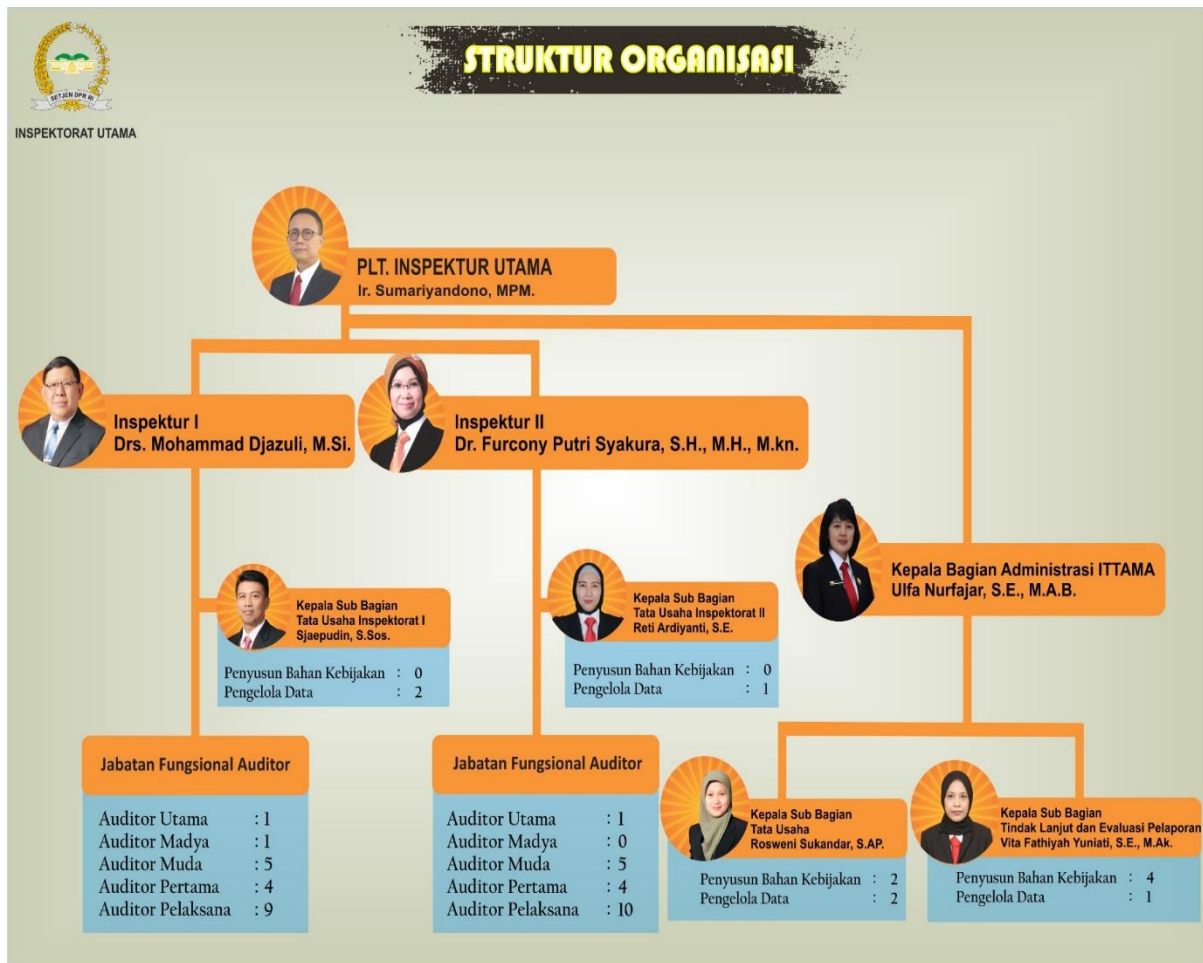 STRUKTUR ORGANISASI
SETJEN DPR RI
INSPEKTORAT UTAMA
PLT. INSPEKTUR UTAMA
Ir. Sumariyandono, MPM.
Inspektur I
Drs. Mohammad Djazuli, M.Si.
Inspektur II
Dr. Furcony Putri Syakura, S.H., M.H., M.kn.
Kepala Bagian Administrasi ITTAMA
Ulfa Nurfajar, S.E., M.A.B.
Kepala Sub Bagian
Tata Usaha Inspektorat I
Sjaepudin, S.Sos.
Penyusun Bahan Kebijakan : 0
Pengelola Data : 2
Kepala Sub Bagian
Tata Usaha Inspektorat II
Reti Ardiyanti, S.E.
Penyusun Bahan Kebijakan : 0
Pengelola Data : 1
Jabatan Fungsional Auditor
Auditor Utama : 1
Auditor Madya : 1
Auditor Muda : 5
Auditor Pertama : 4
Auditor Pelaksana : 9
Jabatan Fungsional Auditor
Auditor Utama : 1
Auditor Madya : 0
Auditor Muda : 5
Auditor Pertama : 4
Auditor Pelaksana : 10
Kepala Sub Bagian
Tata Usaha
Rosweni Sukandar, S.AP.
Penyusun Bahan Kebijakan : 2
Pengelola Data : 2
Kepala Sub Bagian
Tindak Lanjut dan Evaluasi Pelaporan
Vita Fathiyah Yuniati, S.E., M.Ak.
Penyusun Bahan Kebijakan : 4
Pengelola Data : 1